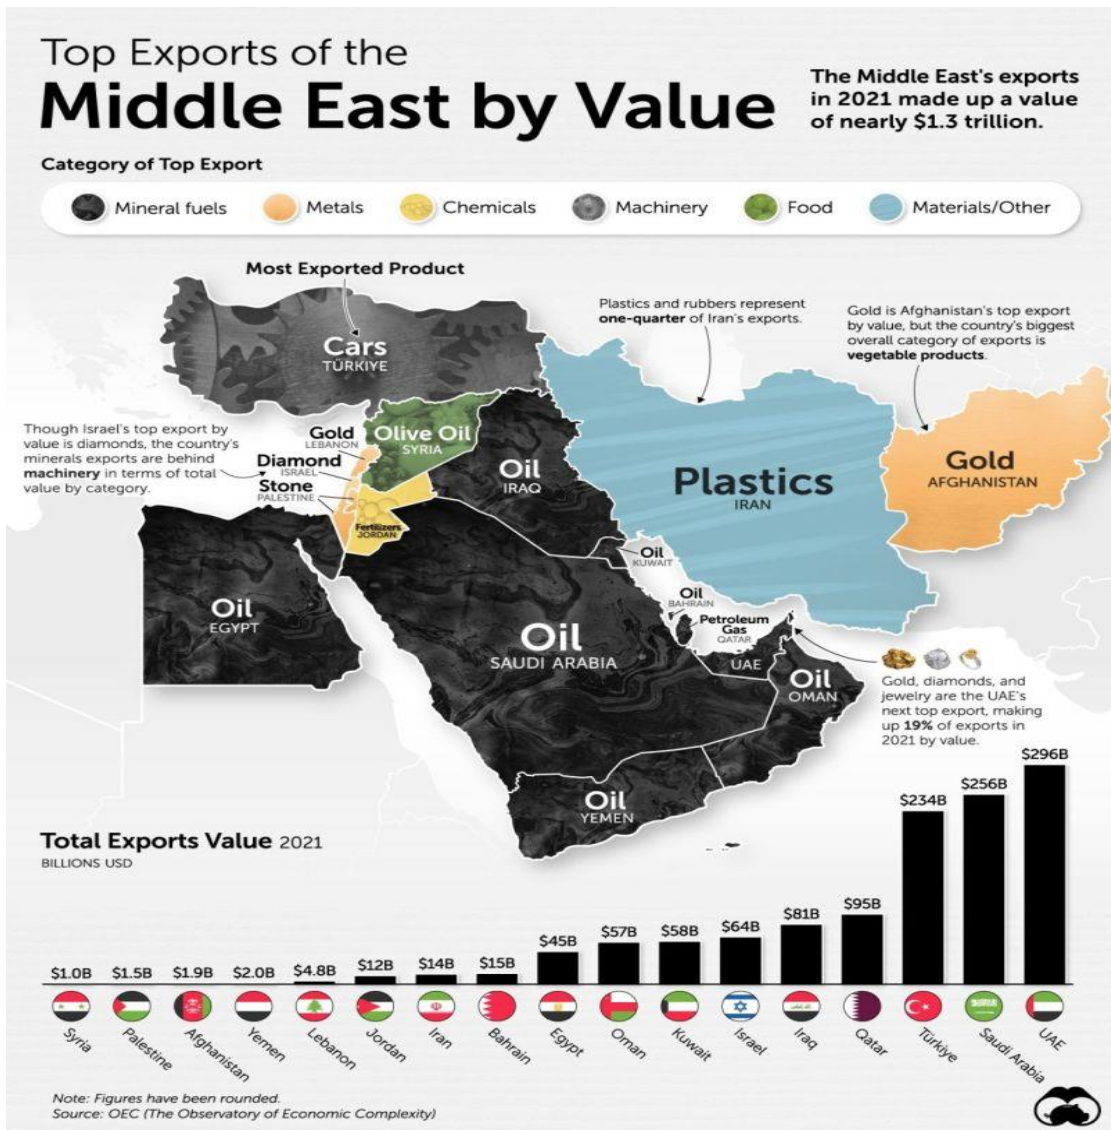 Top Exports of the
Middle East by Value
The Middle East's exports
in 2021 made up a value
of nearly $1.3 trillion.
Category of Top Export
Mineral fuels
Metals
Chemicals
Machinery
Food
Materials/Other
Most Exported Product
Cars
TÜRKIYE
Plastics and rubbers represent
one-quarter of Iran's exports.
Gold is Afghanistan's top export
by value, but the country's biggest
overall category of exports is
vegetable products.
Though Israel's top export by
value is diamonds, the country's
minerals exports are behind
machinery in terms of total
value by category.
Gold
LEBANON
Diamond
ISRAEL
Stone
PALESTINE
Olive Oil
SYRIA
Fertilizers
JORDAN
Oil
IRAQ
Plastics
IRAN
Gold
AFGHANISTAN
Oil
KUWAIT
Oil
BAHRAIN
Petroleum
Gas
QATAR
Oil
EGYPT
Oil
SAUDI ARABIA
UAE
Oil
OMAN
Oil
YEMEN
Gold, diamonds, and
jewelry are the UAE's
next top export, making
up 19% of exports in
2021 by value.
Total Exports Value 2021
BILLIONS USD
$1.0B
$1.5B
$1.9B
$2.0B
$4.8B
$12B
$14B
$15B
$45B
$57B
$58B
$64B
$81B
$95B
$234B
$256B
$296B
Syria
Palestine
Afghanistan
Yemen
Lebanon
Jordan
Iran
Bahrain
Egypt
Oman
Kuwait
Israel
Iraq
Qatar
Türkiye
Saudi Arabia
UAE
Note: Figures have been rounded.
Source: OEC (The Observatory of Economic Complexity)